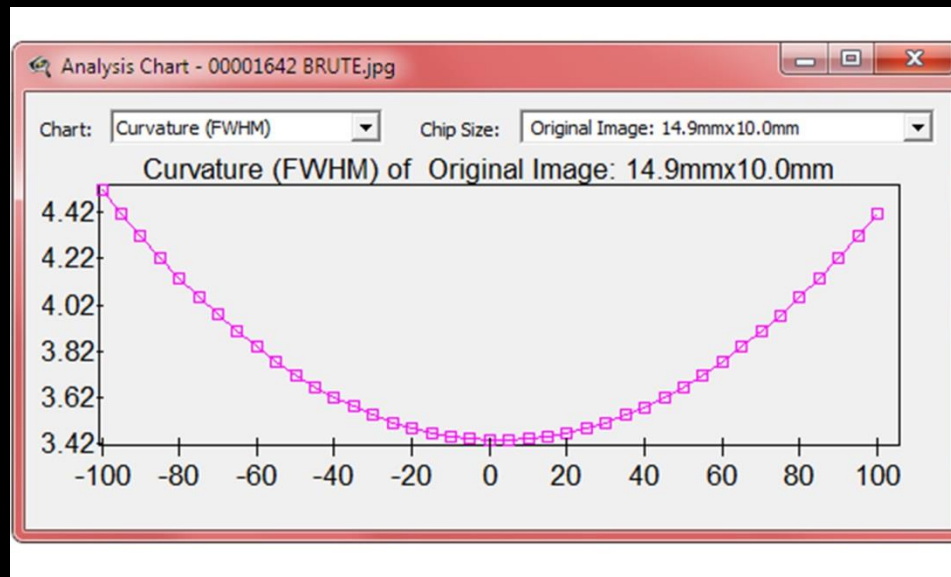 Analysis Chart - 00001642 BRUTE.jpg
Chart: Curvature (FWHM) Chip Size: Original Image: 14.9mmx10.0mm
Curvature (FWHM) of Original Image: 14.9mmx10.0mm
4.42
4.22
4.02
3.82
3.62
3.42
-100 -80 -60 -40 -20 0 20 40 60 80 100